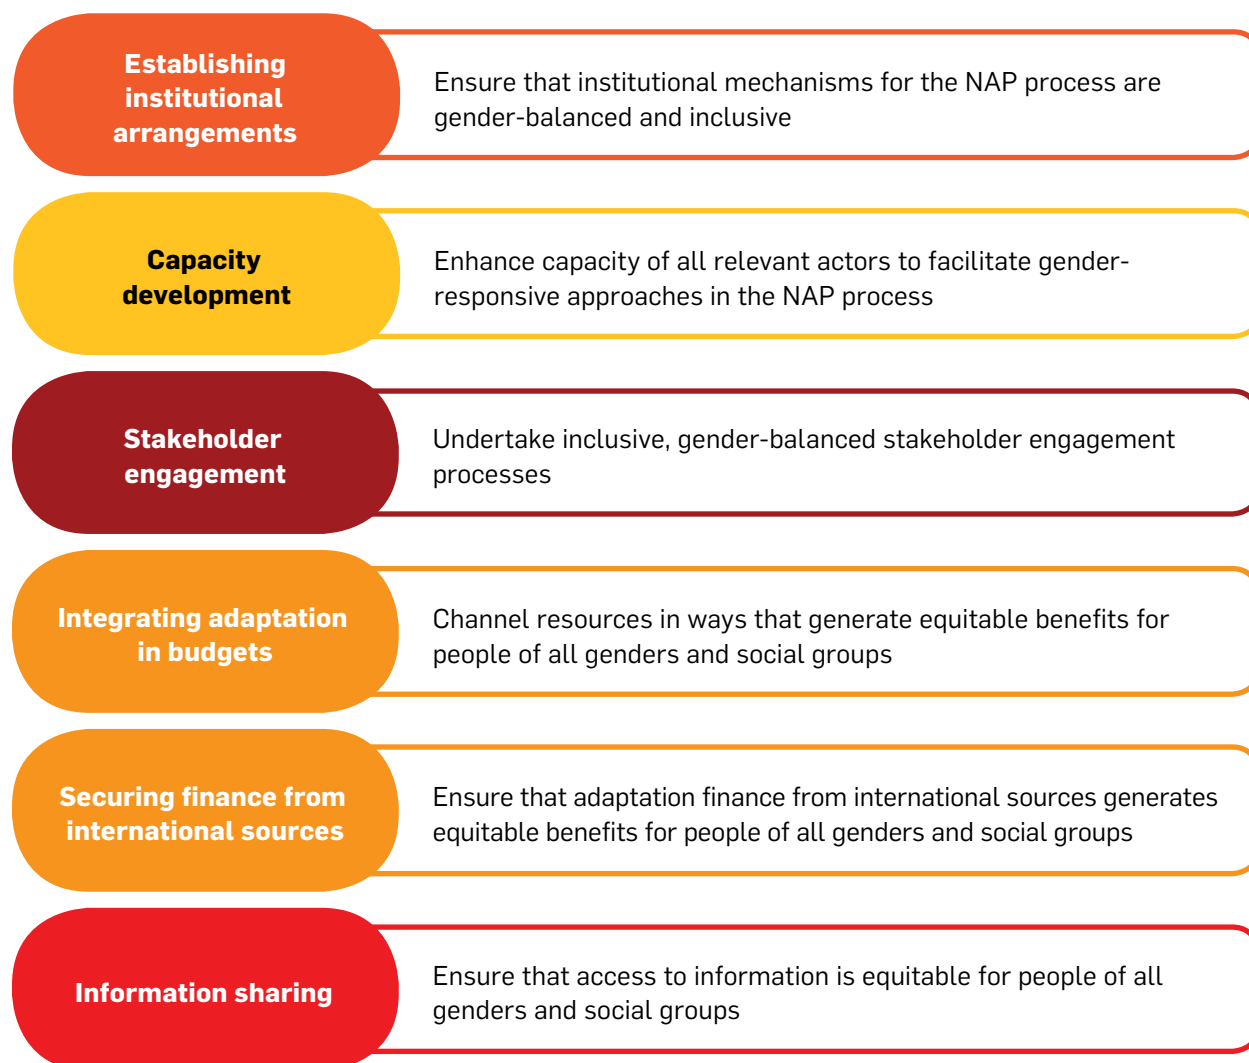 Establishing
institutional
arrangements
Ensure that institutional mechanisms for the NAP process are
gender-balanced and inclusive
Capacity
development
Enhance capacity of all relevant actors to facilitate gender-
responsive approaches in the NAP process
Stakeholder
engagement
Undertake inclusive, gender-balanced stakeholder engagement
processes
Integrating adaptation
in budgets
Channel resources in ways that generate equitable benefits for
people of all genders and social groups
Securing finance from
international sources
Ensure that adaptation finance from international sources generates
equitable benefits for people of all genders and social groups
Information sharing
Ensure that access to information is equitable for people of all
genders and social groups